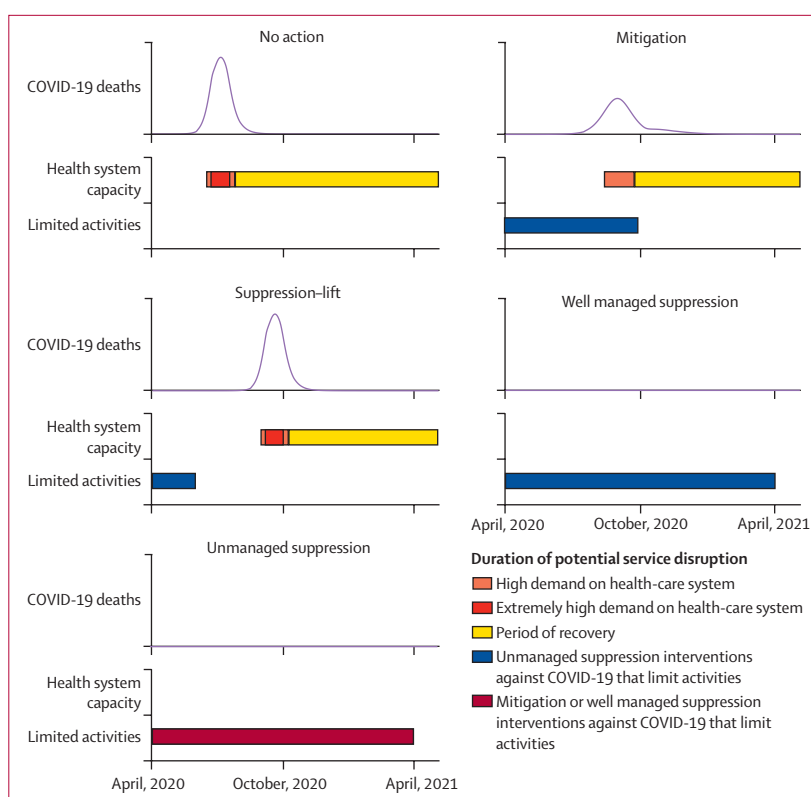 No action
COVID-19 deaths
Health system
capacity
Limited activities
Mitigation
Suppression–lift
COVID-19 deaths
Health system
capacity
Limited activities
Well managed suppression
April, 2020
October, 2020
April, 2021
Unmanaged suppression
COVID-19 deaths
Health system
capacity
Limited activities
April, 2020
October, 2020
April, 2021
Duration of potential service disruption
High demand on health-care system
Extremely high demand on health-care system
Period of recovery
Unmanaged suppression interventions
against COVID-19 that limit activities
Mitigation or well managed suppression
interventions against COVID-19 that limit
activities